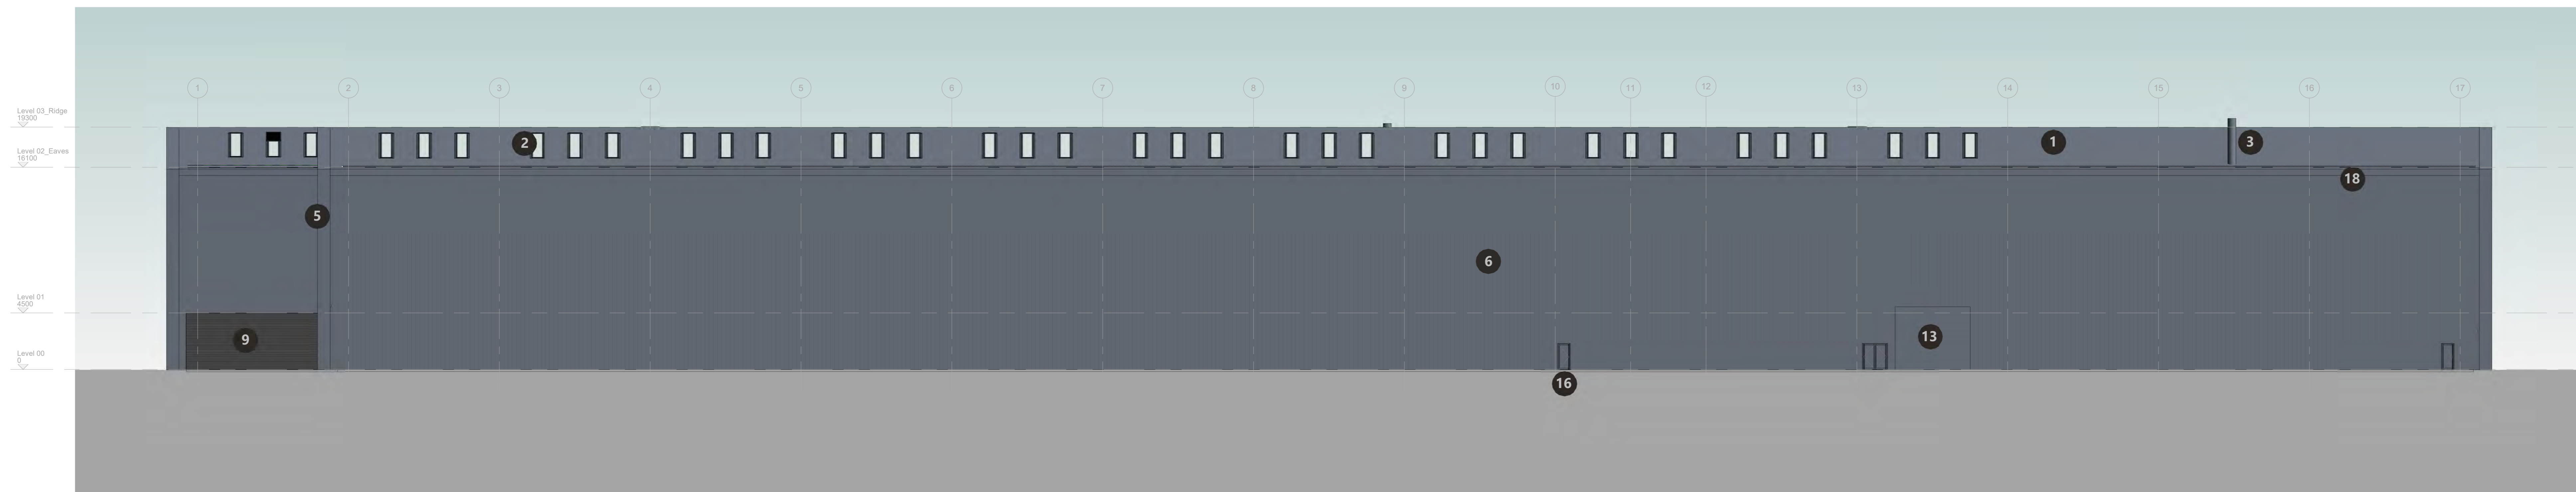 1 2 3 4 5 6 7 8 9 10 11 12 13 14 15 16 17
Level 03_Ridge
19300
2 1 3
Level 02_Eaves
16100
18
5
6
Level 01
4500
9 13
Level 00
0
16